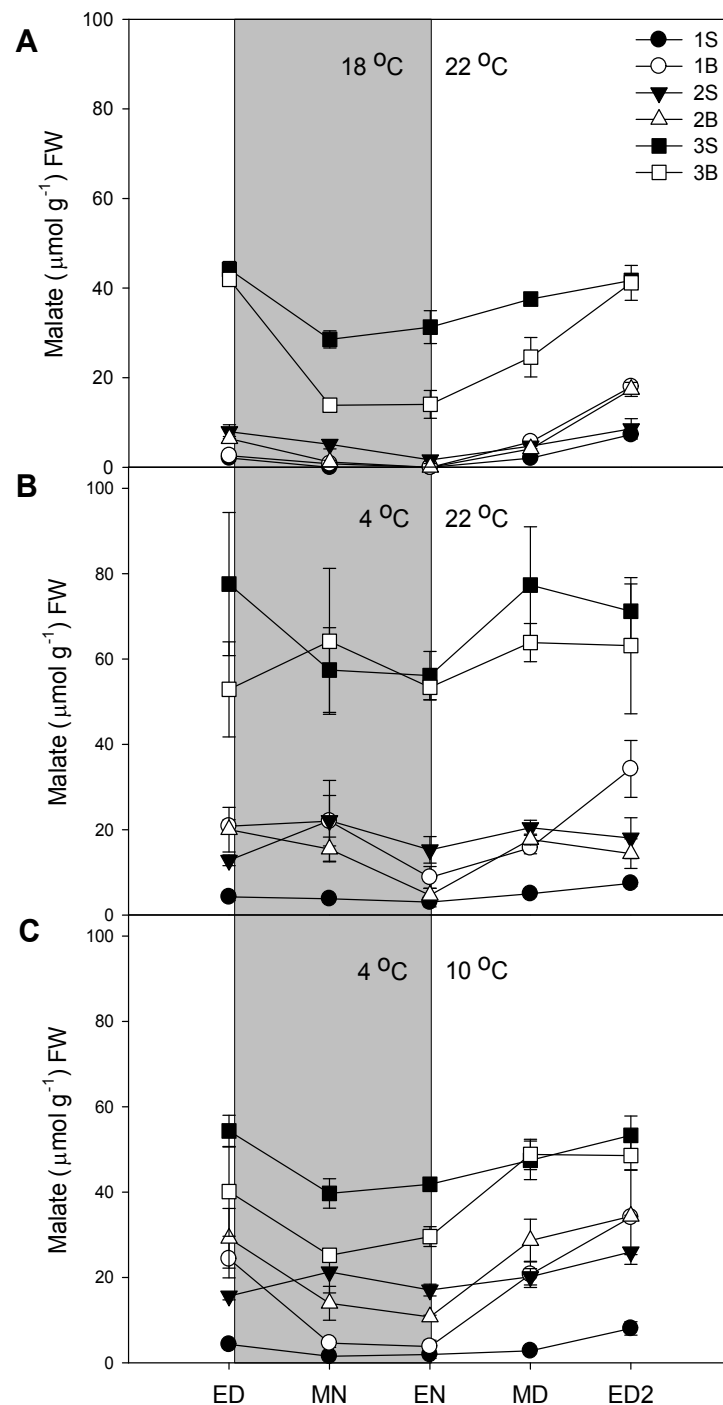 A
100
80
60
40
20
0
Malate (μmol g⁻¹) FW
18 ºC 22 ºC
1S
1B
2S
2B
3S
3B
B
100
80
60
40
20
0
Malate (μmol g⁻¹) FW
4 ºC 22 ºC
C
100
80
60
40
20
0
Malate (μmol g⁻¹) FW
4 ºC 10 ºC
ED MN EN MD ED2